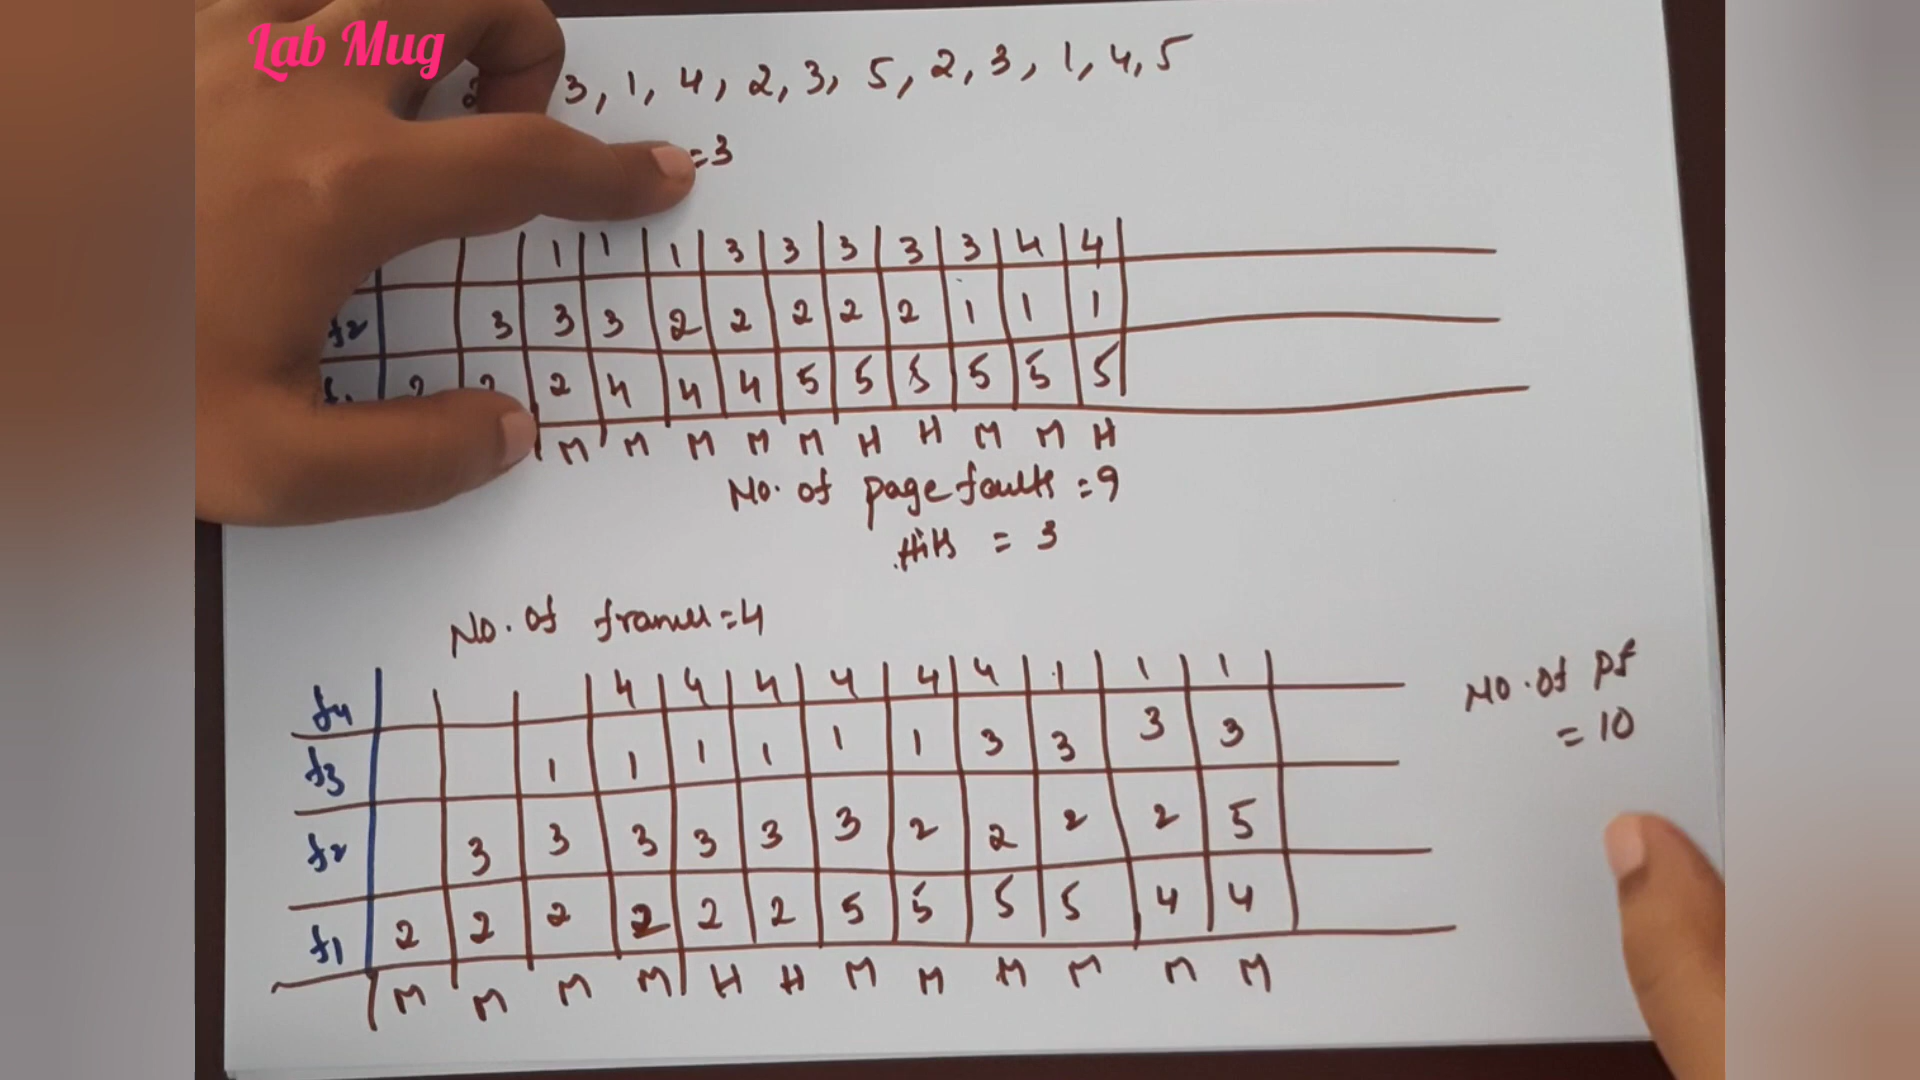 Lab Mug
3, 1, 4, 2, 3, 5, 2, 3, 1, 4, 5
=3
1 1 1 3 3 3 3 3 4 4
f2 3 3 3 2 2 2 2 2 1 1 1
2 2 2 4 4 4 5 5 5 5 5 5
M M M M M H H M M H
No. of page faults = 9
Hits = 3
No. of frames = 4
f4 4 4 4 4 4 4 1 1 1
f3 1 1 1 1 1 1 3 3 3 3
f2 3 3 3 3 3 3 2 2 2 2 5
f1 2 2 2 2 2 2 5 5 5 5 4 4
M M M M H H M M M M M M
No. of pf
= 10